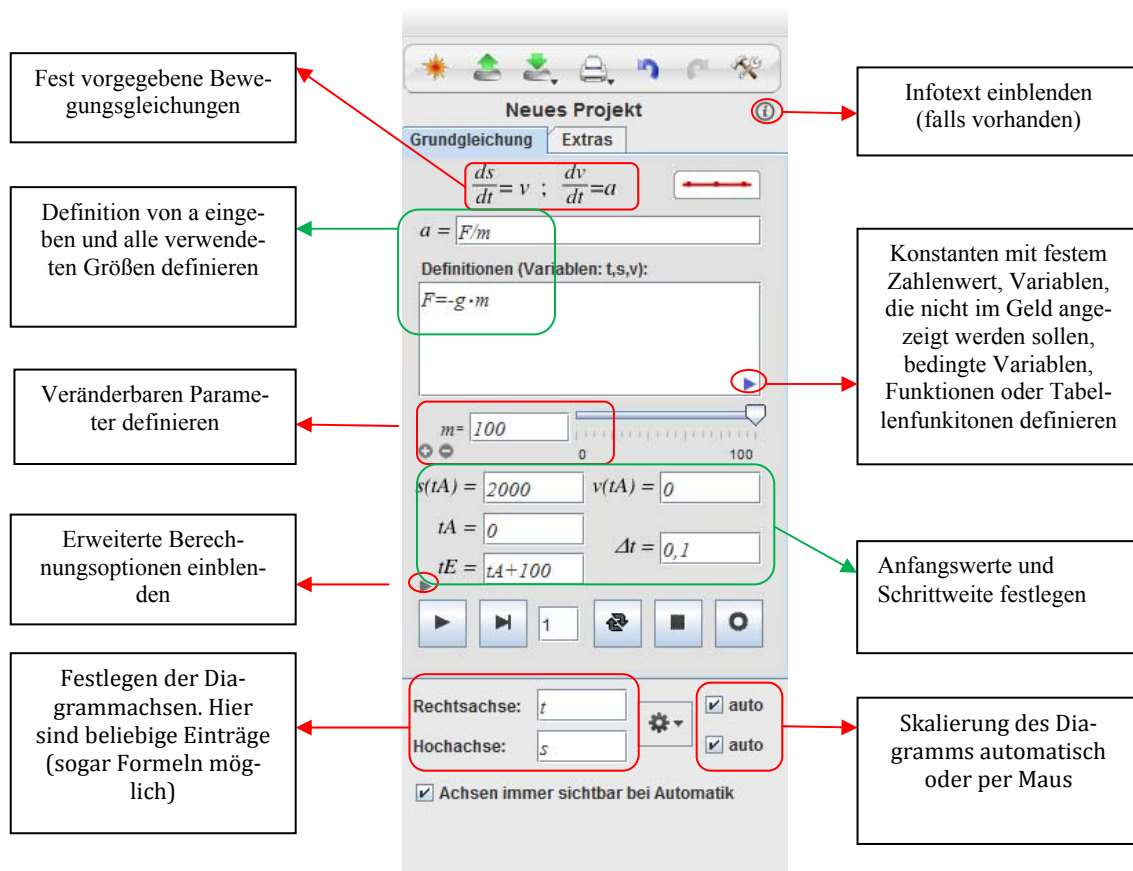 Fest vorgegebene Bewe-
gungsgleichungen
Definition von a einge-
ben und alle verwende-
ten Größen definieren
Veränderbaren Parame-
ter definieren
Erweiterte Berech-
nungsoptionen einblen-
den
Festlegen der Dia-
grammachsen. Hier
sind beliebige Einträge
(sogar Formeln mög-
lich)
Neues Projekt
Grundgleichung Extras
ds/dt = v ; dv/dt = a
a = F/m
Definitionen (Variablen: t,s,v):
F=-g·m
m= 100
0 100
s(tA) = 2000 v(tA) = 0
tA = 0
Δt = 0,1
tE = tA+100
1
Rechtsachse: t auto
Hochachse: s auto
Achsen immer sichtbar bei Automatik
Infotext einblenden
(falls vorhanden)
Konstanten mit festem
Zahlenwert, Variablen,
die nicht im Geld ange-
zeigt werden sollen,
bedingte Variablen,
Funktionen oder Tabel-
lenfunkitonen definieren
Anfangswerte und
Schrittweite festlegen
Skalierung des Dia-
gramms automatisch
oder per Maus